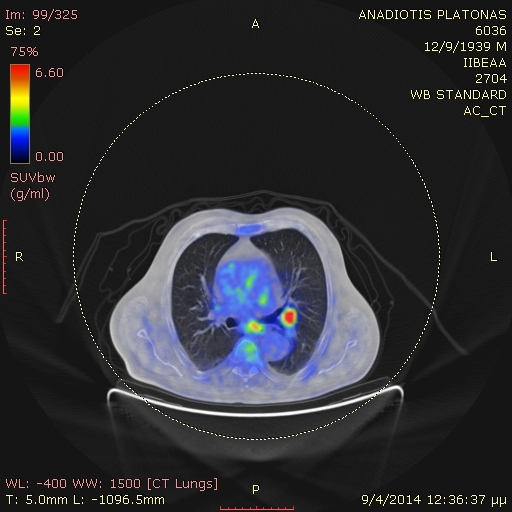 Im: 99/325
Se: 2
75%
6.60
0.00
SUVbw
(g/ml)
A
ANADIOTIS PLATONAS
6036
12/9/1939 M
IIBEAA
2704
WB STANDARD
AC_CT
R
L
WL: -400 WW: 1500 [CT Lungs]
T: 5.0mm L: -1096.5mm
P
9/4/2014 12:36:37 μμ